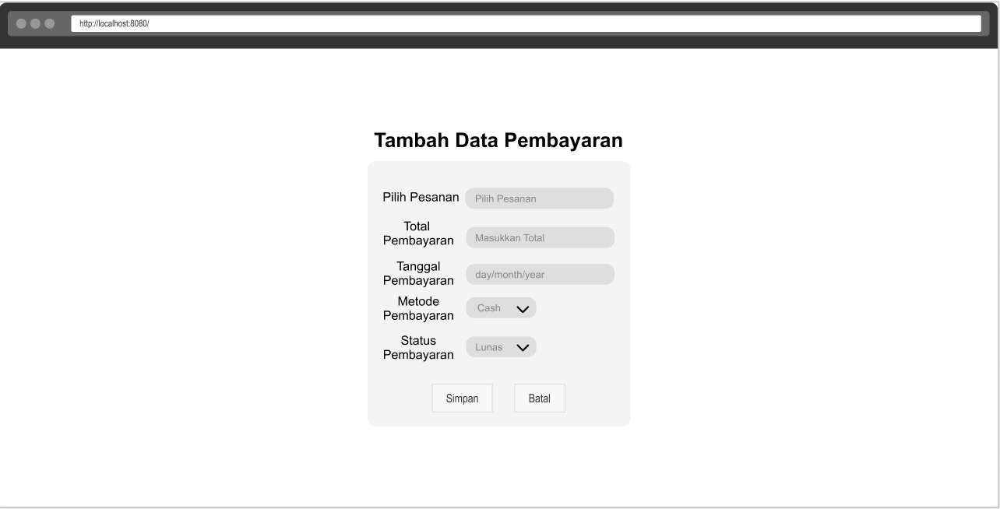 http://localhost:8080/
Tambah Data Pembayaran
Pilih Pesanan
Pilih Pesanan
Total
Pembayaran
Masukkan Total
Tanggal
Pembayaran
day/month/year
Metode
Pembayaran
Cash
Status
Pembayaran
Lunas
Simpan
Batal